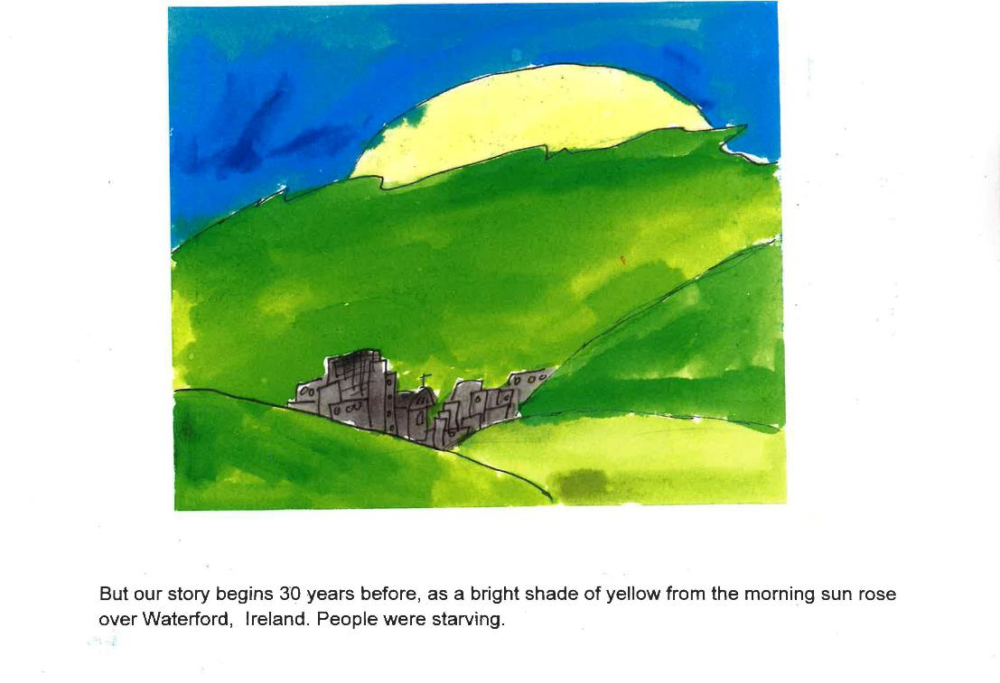 But our story begins 30 years before, as a bright shade of yellow from the morning sun rose
over Waterford,  Ireland. People were starving.